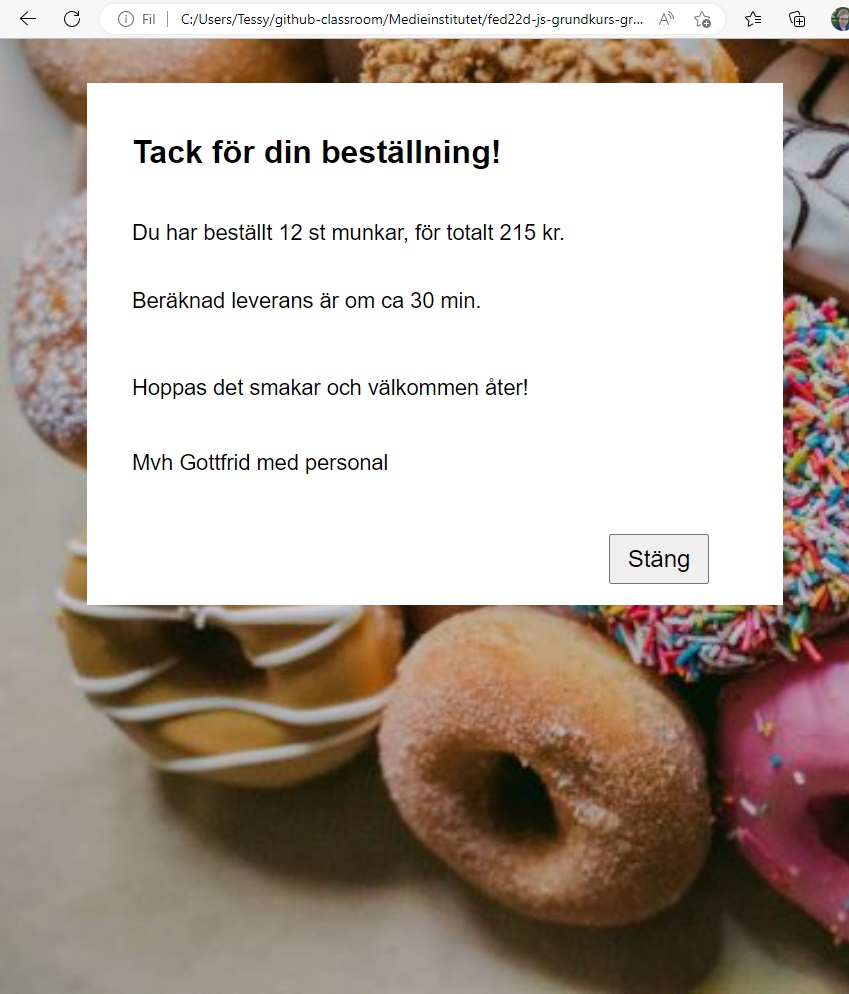 Fil
C:/Users/Tessy/github-classroom/Medieinstitutet/fed22d-js-grundkurs-gr...
Tack för din beställning!
Du har beställt 12 st munkar, för totalt 215 kr.
Beräknad leverans är om ca 30 min.
Hoppas det smakar och välkommen åter!
Mvh Gottfrid med personal
Stäng